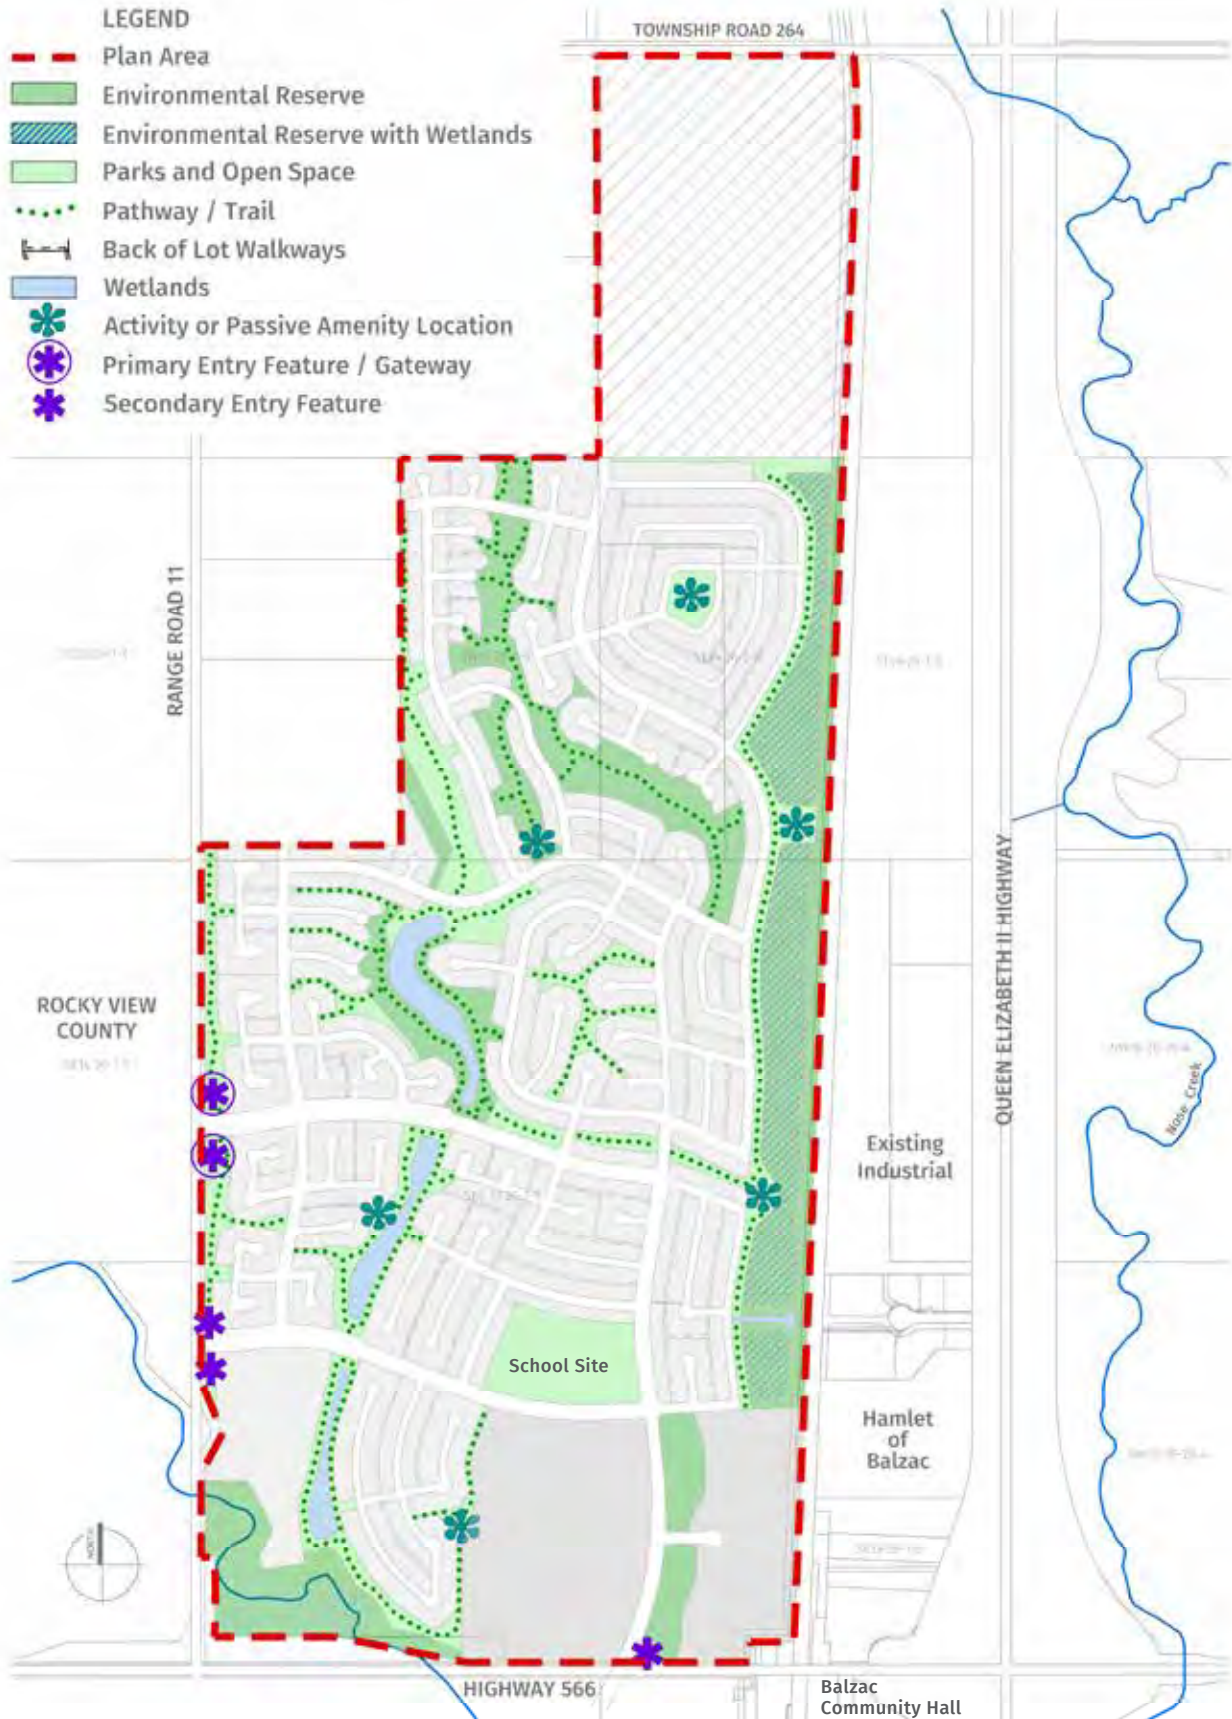 LEGEND
Plan Area
Environmental Reserve
Environmental Reserve with Wetlands
Parks and Open Space
Pathway / Trail
Back of Lot Walkways
Wetlands
Activity or Passive Amenity Location
Primary Entry Feature / Gateway
Secondary Entry Feature
TOWNSHIP ROAD 264
RANGE ROAD 11
QUEEN ELIZABETH II HIGHWAY
ROCKY VIEW
COUNTY
Nose Creek
Existing
Industrial
School Site
Hamlet
of
Balzac
NORTH
HIGHWAY 566
Balzac
Community Hall